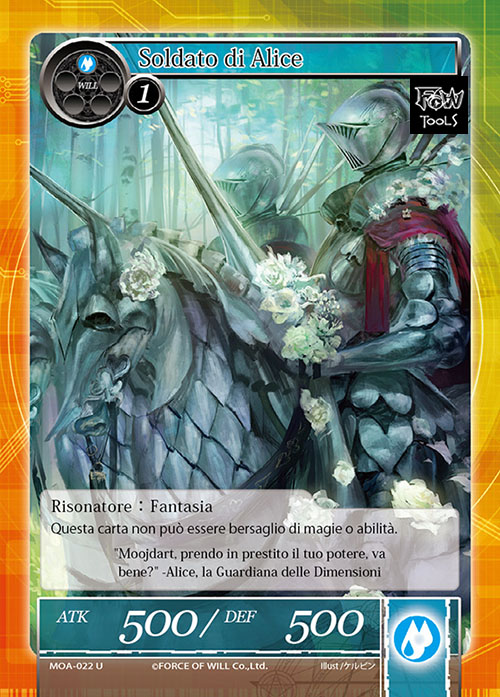 Soldato di Alice
WILL
1
FoW
TOOLS
Risonatore : Fantasia
Questa carta non può essere bersaglio di magie o abilità.
"Moojdart, prendo in prestito il tuo potere, va
bene?" -Alice, la Guardiana delle Dimensioni
ATK 500 / DEF 500
MOA-022 U ©FORCE OF WILL Co.,Ltd. Illust/ケルビン